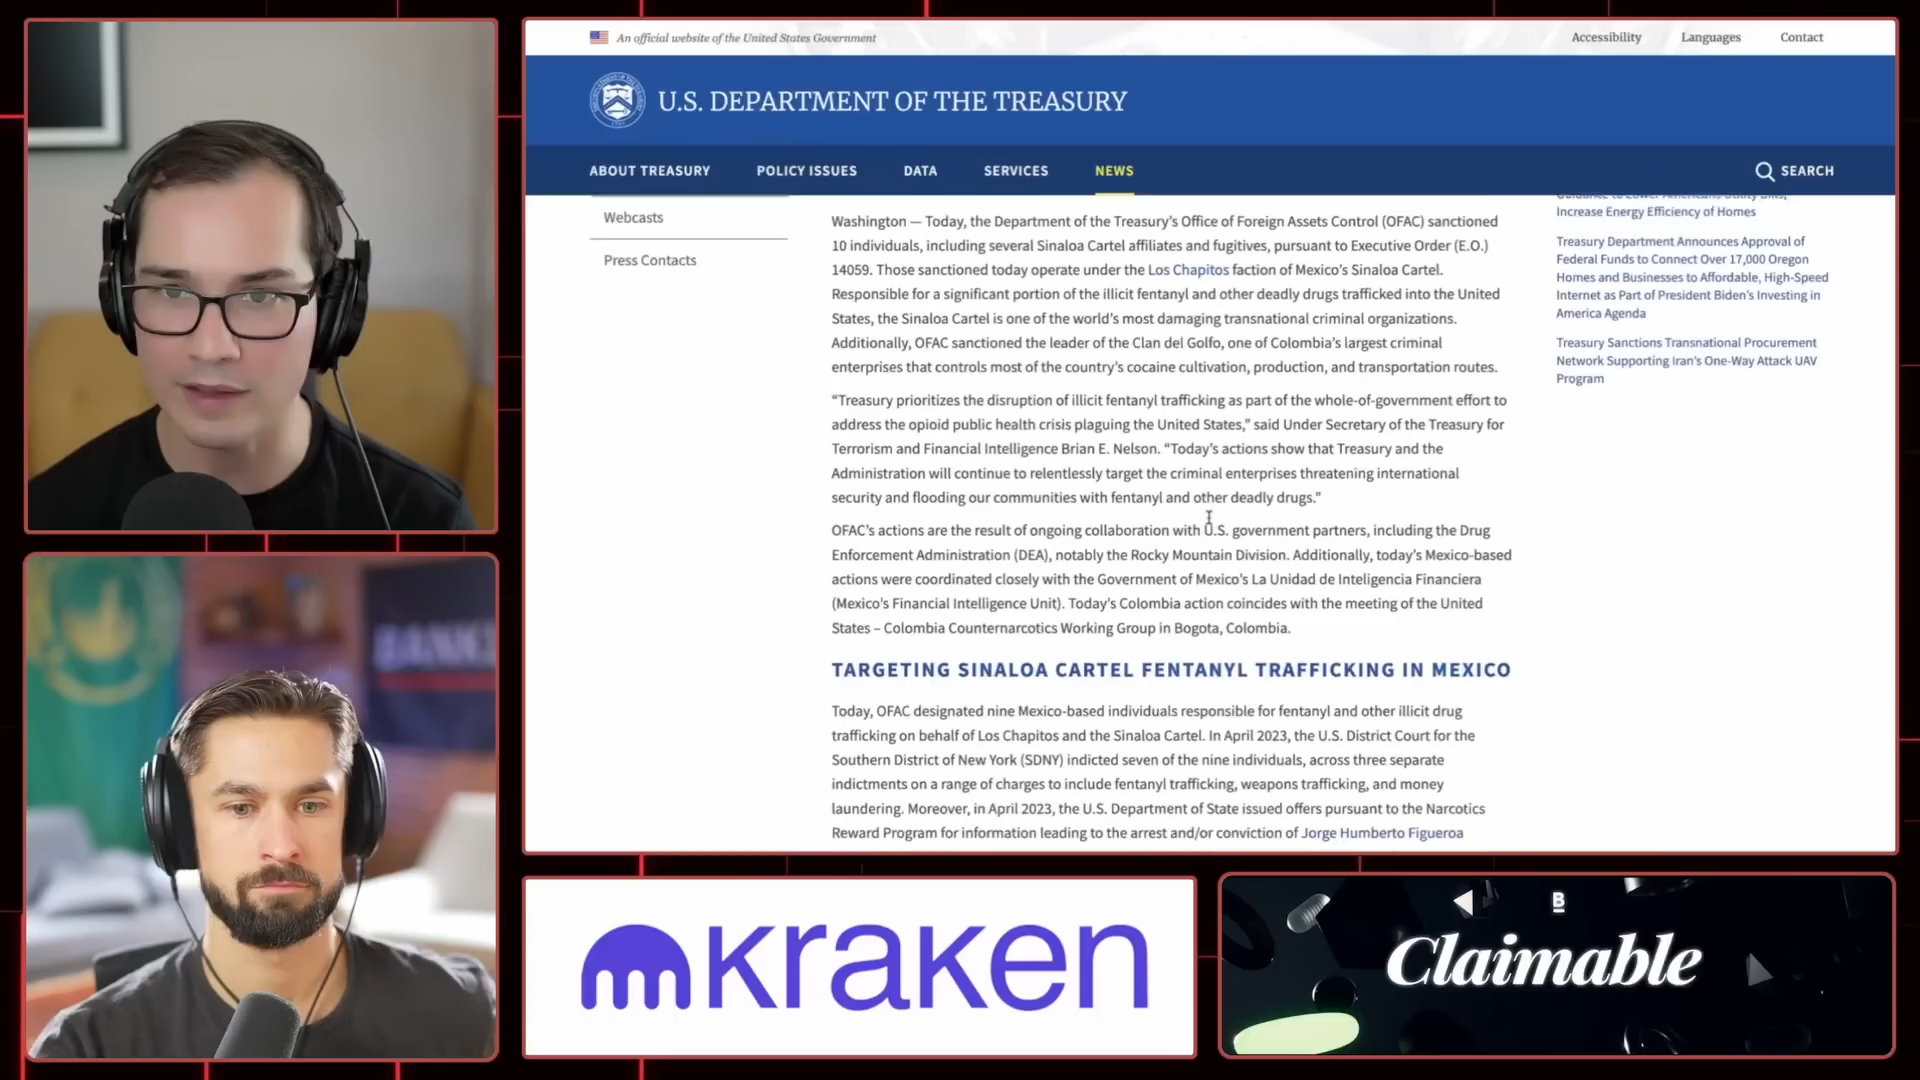 An official website of the United States Government
Accessibility
Languages
Contact
U.S. DEPARTMENT OF THE TREASURY
ABOUT TREASURY
POLICY ISSUES
DATA
SERVICES
NEWS
SEARCH
Webcasts
Press Contacts
Washington — Today, the Department of the Treasury’s Office of Foreign Assets Control (OFAC) sanctioned
10 individuals, including several Sinaloa Cartel affiliates and fugitives, pursuant to Executive Order (E.O.)
14059. Those sanctioned today operate under the Los Chapitos faction of Mexico’s Sinaloa Cartel.
Responsible for a significant portion of the illicit fentanyl and other deadly drugs trafficked into the United
States, the Sinaloa Cartel is one of the world’s most damaging transnational criminal organizations.
Additionally, OFAC sanctioned the leader of the Clan del Golfo, one of Colombia’s largest criminal
enterprises that controls most of the country’s cocaine cultivation, production, and transportation routes.
“Treasury prioritizes the disruption of illicit fentanyl trafficking as part of the whole-of-government effort to
address the opioid public health crisis plaguing the United States,” said Under Secretary of the Treasury for
Terrorism and Financial Intelligence Brian E. Nelson. “Today’s actions show that Treasury and the
Administration will continue to relentlessly target the criminal enterprises threatening international
security and flooding our communities with fentanyl and other deadly drugs.”
OFAC’s actions are the result of ongoing collaboration with U.S. government partners, including the Drug
Enforcement Administration (DEA), notably the Rocky Mountain Division. Additionally, today’s Mexico-based
actions were coordinated closely with the Government of Mexico’s La Unidad de Inteligencia Financiera
(Mexico’s Financial Intelligence Unit). Today’s Colombia action coincides with the meeting of the United
States – Colombia Counternarcotics Working Group in Bogota, Colombia.
TARGETING SINALOA CARTEL FENTANYL TRAFFICKING IN MEXICO
Today, OFAC designated nine Mexico-based individuals responsible for fentanyl and other illicit drug
trafficking on behalf of Los Chapitos and the Sinaloa Cartel. In April 2023, the U.S. District Court for the
Southern District of New York (SDNY) indicted seven of the nine individuals, across three separate
indictments on a range of charges to include fentanyl trafficking, weapons trafficking, and money
laundering. Moreover, in April 2023, the U.S. Department of State issued offers pursuant to the Narcotics
Reward Program for information leading to the arrest and/or conviction of Jorge Humberto Figueroa
Increase Energy Efficiency of Homes
Treasury Department Announces Approval of
Federal Funds to Connect Over 17,000 Oregon
Homes and Businesses to Affordable, High-Speed
Internet as Part of President Biden’s Investing in
America Agenda
Treasury Sanctions Transnational Procurement
Network Supporting Iran’s One-Way Attack UAV
Program
BANK
kraken
B
Claimable